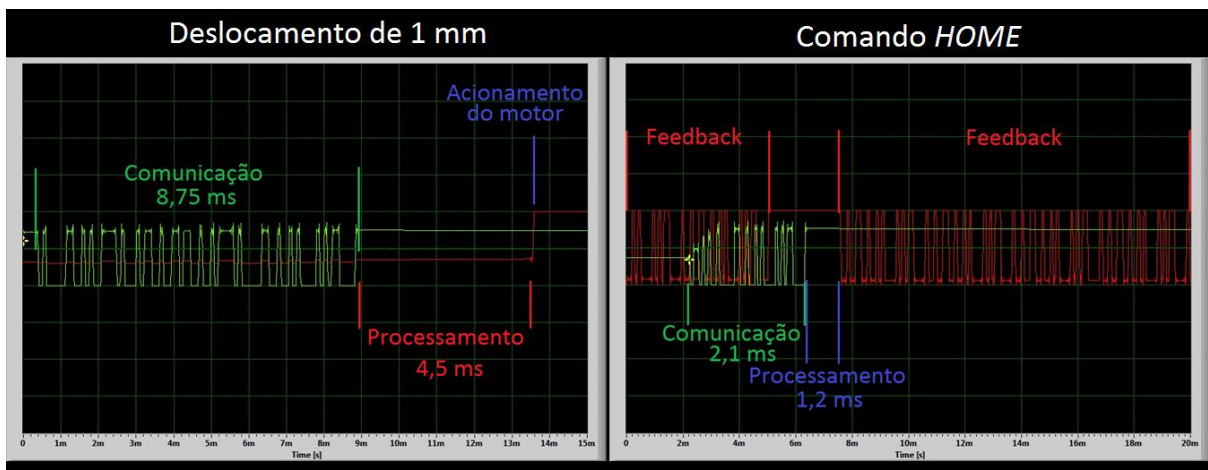 Deslocamento de 1 mm
Acionamento
do motor
Comunicação
8,75 ms
Processamento
4,5 ms
0 1m 2m 3m 4m 5m 6m 7m 8m 9m 10m 11m 12m 13m 14m 15m
Time [s]
Comando HOME
Feedback
Feedback
Comunicação
2,1 ms
Processamento
1,2 ms
0 2m 4m 6m 8m 10m 12m 14m 16m 18m 20m
Time [s]